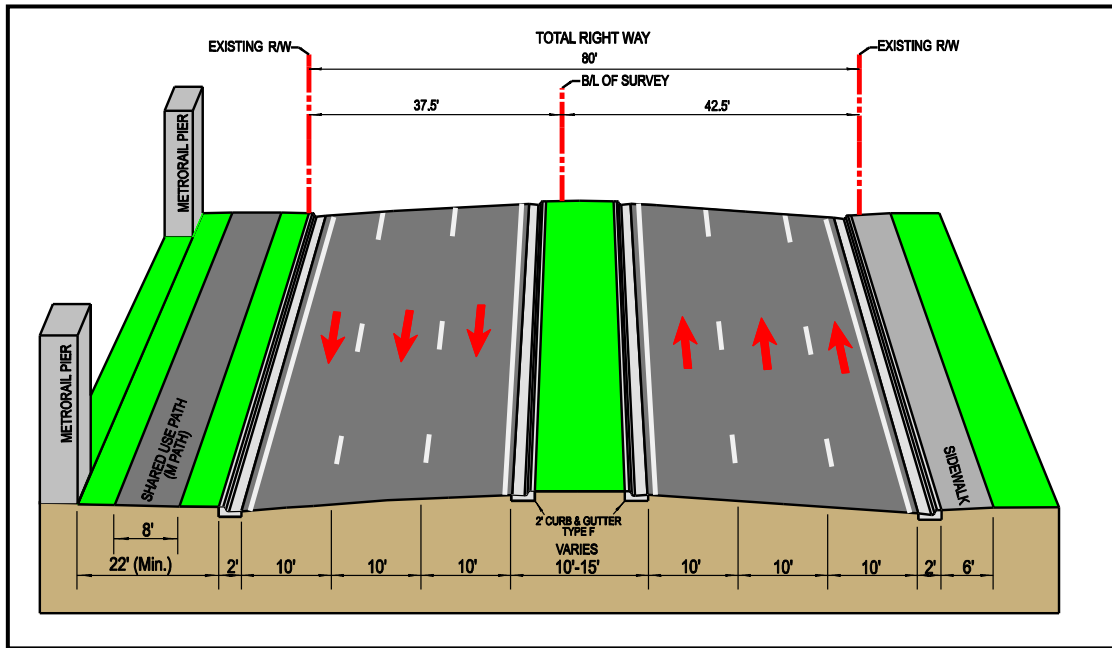 TOTAL RIGHT WAY
EXISTING R/W
EXISTING R/W
80'
B/L OF SURVEY
37.5'
42.5'
METRORAIL PIER
METRORAIL PIER
SHARED USE PATH
(M PATH)
SIDEWALK
2' CURB & GUTTER
TYPE F
VARIES
8'
22' (Min.)
2'
10'
10'
10'
10'-15'
10'
10'
10'
2'
6'